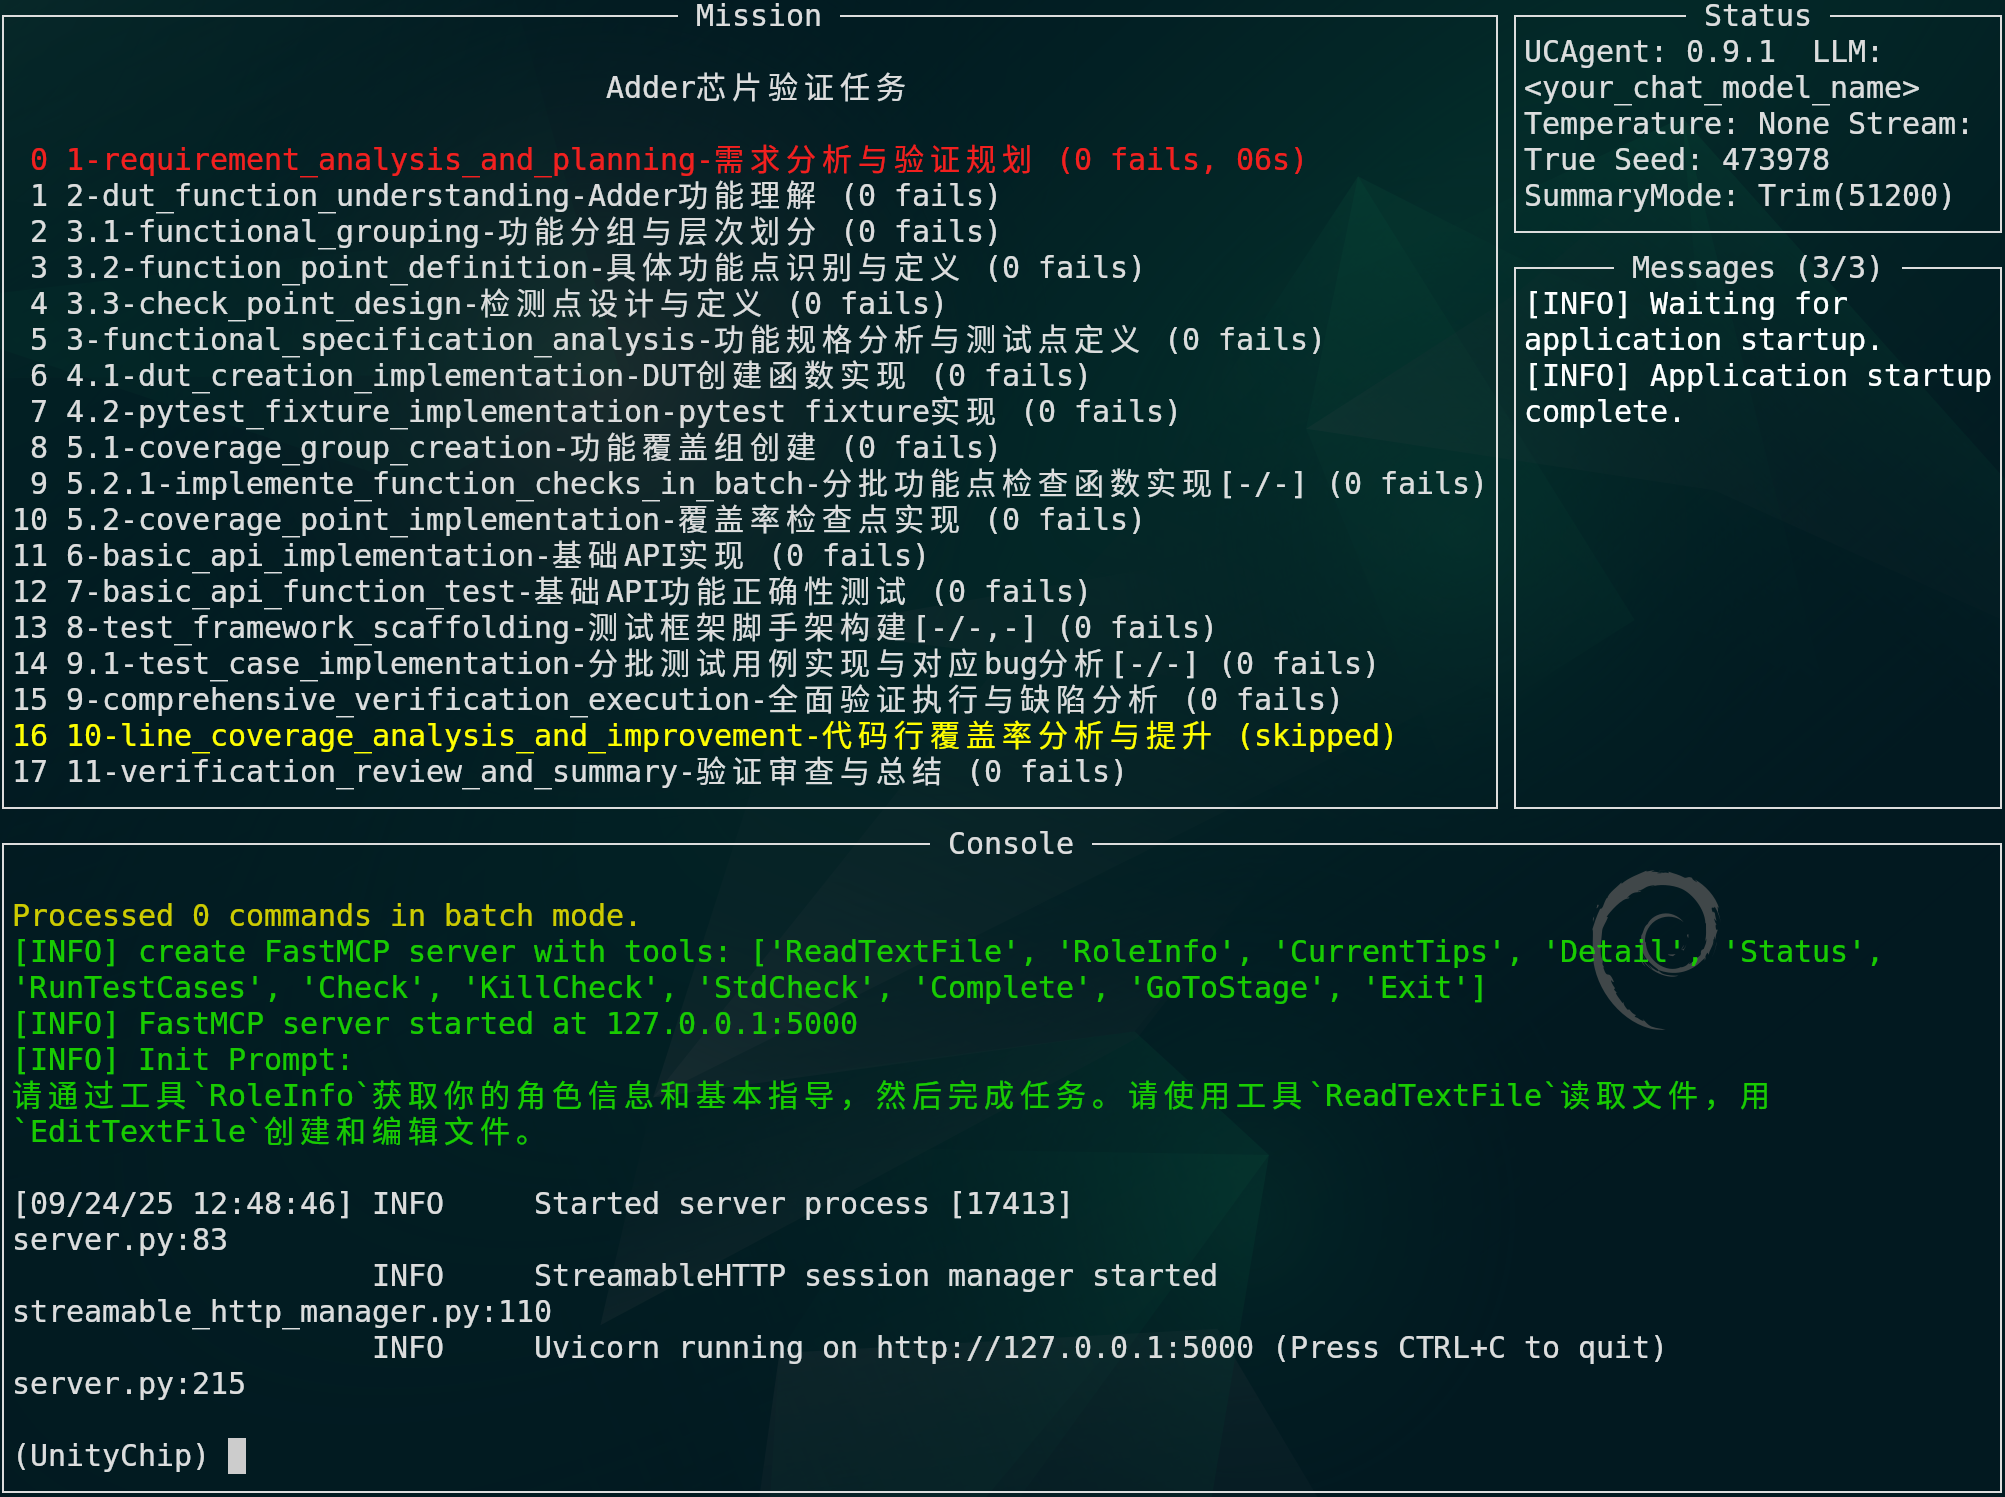 Mission
Adder芯片验证任务
0 1-requirement_analysis_and_planning-需求分析与验证规划 (0 fails, 06s)
1 2-dut_function_understanding-Adder功能理解 (0 fails)
2 3.1-functional_grouping-功能分组与层次划分 (0 fails)
3 3.2-function_point_definition-具体功能点识别与定义 (0 fails)
4 3.3-check_point_design-检测点设计与定义 (0 fails)
5 3-functional_specification_analysis-功能规格分析与测试点定义 (0 fails)
6 4.1-dut_creation_implementation-DUT创建函数实现 (0 fails)
7 4.2-pytest_fixture_implementation-pytest fixture实现 (0 fails)
8 5.1-coverage_group_creation-功能覆盖组创建 (0 fails)
9 5.2.1-implemente_function_checks_in_batch-分批功能点检查函数实现[-/-] (0 fails)
10 5.2-coverage_point_implementation-覆盖率检查点实现 (0 fails)
11 6-basic_api_implementation-基础API实现 (0 fails)
12 7-basic_api_function_test-基础API功能正确性测试 (0 fails)
13 8-test_framework_scaffolding-测试框架脚手架构建[-/-,-] (0 fails)
14 9.1-test_case_implementation-分批测试用例实现与对应bug分析[-/-] (0 fails)
15 9-comprehensive_verification_execution-全面验证执行与缺陷分析 (0 fails)
16 10-line_coverage_analysis_and_improvement-代码行覆盖率分析与提升 (skipped)
17 11-verification_review_and_summary-验证审查与总结 (0 fails)
Status
UCAgent: 0.9.1  LLM:
<your_chat_model_name>
Temperature: None Stream:
True Seed: 473978
SummaryMode: Trim(51200)
Messages (3/3)
[INFO] Waiting for
application startup.
[INFO] Application startup
complete.
Console
Processed 0 commands in batch mode.
[INFO] create FastMCP server with tools: ['ReadTextFile', 'RoleInfo', 'CurrentTips', 'Detail', 'Status',
'RunTestCases', 'Check', 'KillCheck', 'StdCheck', 'Complete', 'GoToStage', 'Exit']
[INFO] FastMCP server started at 127.0.0.1:5000
[INFO] Init Prompt:
请通过工具`RoleInfo`获取你的角色信息和基本指导，然后完成任务。请使用工具`ReadTextFile`读取文件，用
`EditTextFile`创建和编辑文件。
[09/24/25 12:48:46] INFO     Started server process [17413]
server.py:83
INFO     StreamableHTTP session manager started
streamable_http_manager.py:110
INFO     Uvicorn running on http://127.0.0.1:5000 (Press CTRL+C to quit)
server.py:215
(UnityChip)